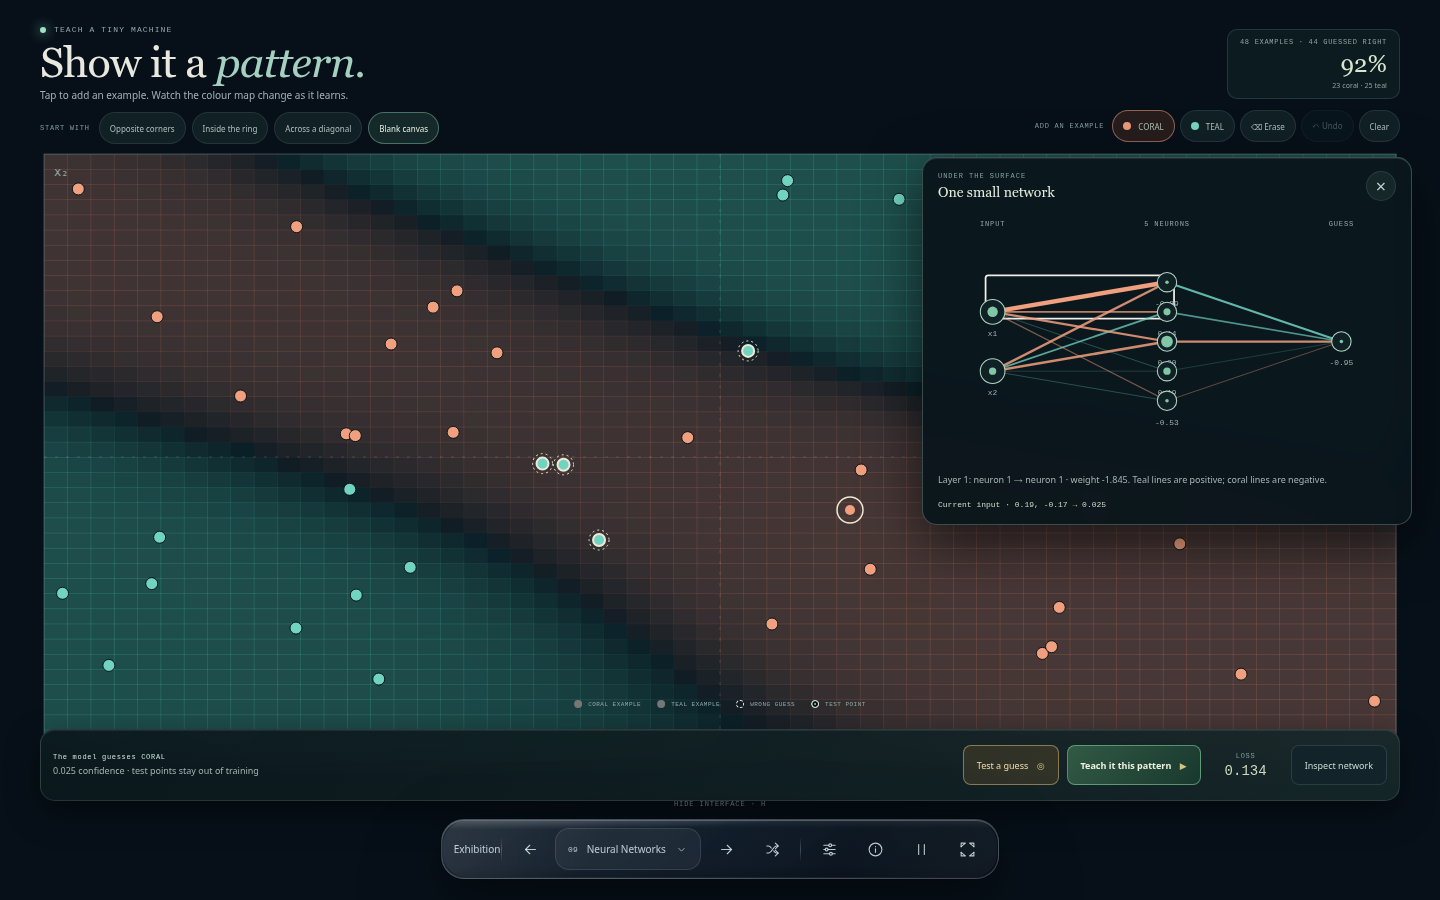 TEACH A TINY MACHINE
Show it a pattern.
Tap to add an example. Watch the colour map change as it learns.
48 EXAMPLES · 44 GUESSED RIGHT
92%
23 coral · 25 teal
START WITH
Opposite corners
Inside the ring
Across a diagonal
Blank canvas
ADD AN EXAMPLE
CORAL
TEAL
⌫ Erase
↶ Undo
Clear
X₂
UNDER THE SURFACE
One small network
✕
INPUT
5 NEURONS
GUESS
x1
x2
-0.53
-0.95
Layer 1: neuron 1 → neuron 1 · weight -1.845. Teal lines are positive; coral lines are negative.
Current input · 0.19, -0.17 → 0.025
CORAL EXAMPLE
TEAL EXAMPLE
WRONG GUESS
TEST POINT
The model guesses CORAL
0.025 confidence · test points stay out of training
Test a guess ◎
Teach it this pattern ▶
LOSS
0.134
Inspect network
HIDE INTERFACE · H
Exhibition
09 Neural Networks